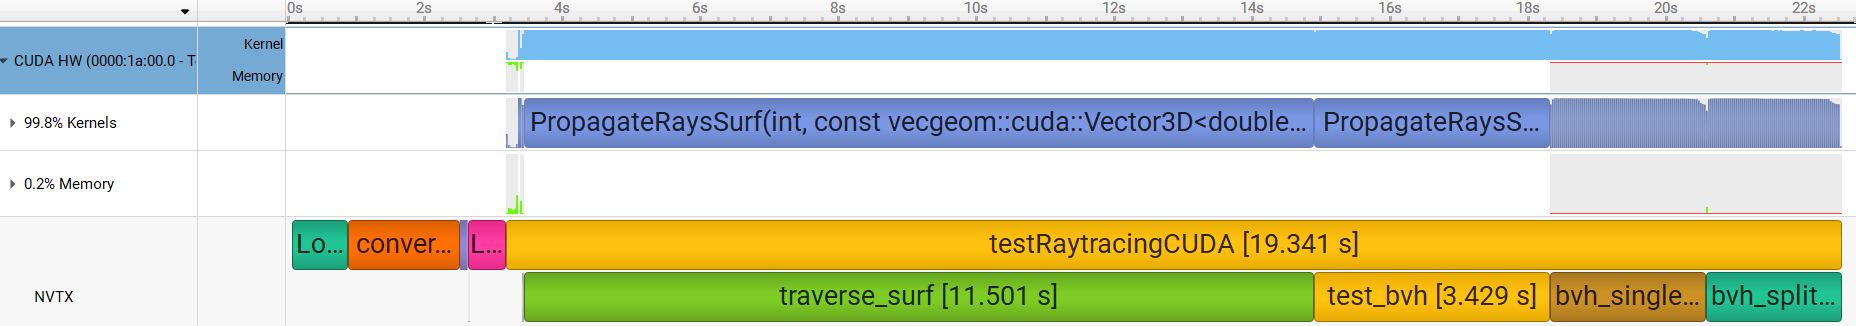 0s 2s 4s 6s 8s 10s 12s 14s 16s 18s 20s 22s
Kernel
CUDA HW (0000:1a:00.0 - T
Memory
99.8% Kernels
PropagateRaysSurf(int, const vecgeom::cuda::Vector3D<double... PropagateRaysS...
0.2% Memory
Lo... conver... L... testRaytracingCUDA [19.341 s]
NVTX
traverse_surf [11.501 s] test_bvh [3.429 s] bvh_single... bvh_split...